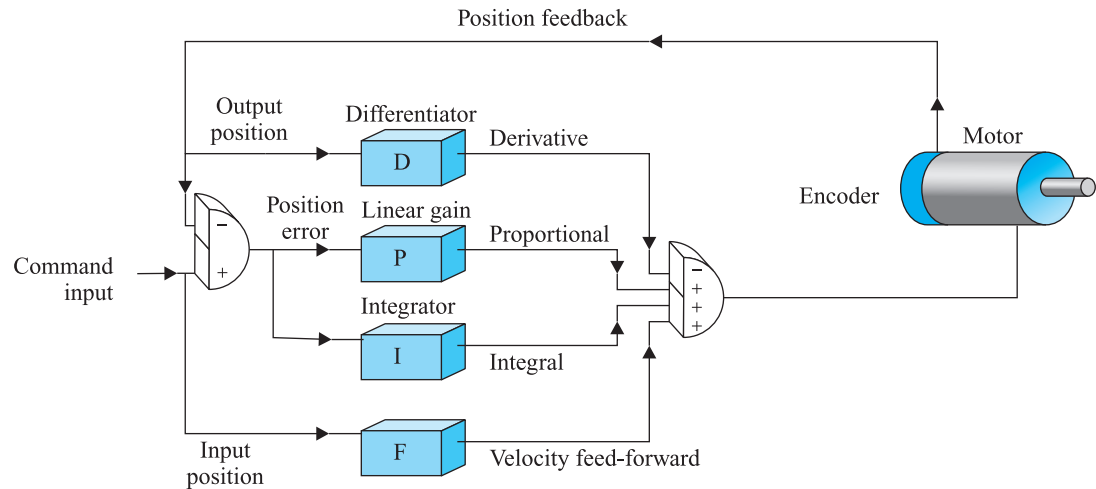 Position feedback
Output
position
Differentiator
D
Derivative
Motor
Encoder
−
+
Position
error
Linear gain
P
Proportional
Command
input
−
+
+
+
Integrator
I
Integral
Input
position
F
Velocity feed-forward